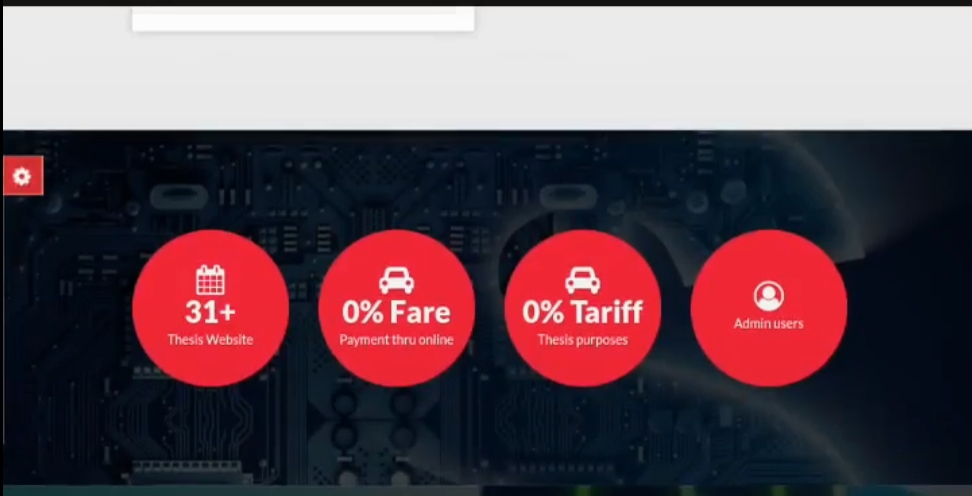 31+
Thesis Website
0% Fare
Payment thru online
0% Tariff
Thesis purposes
Admin users